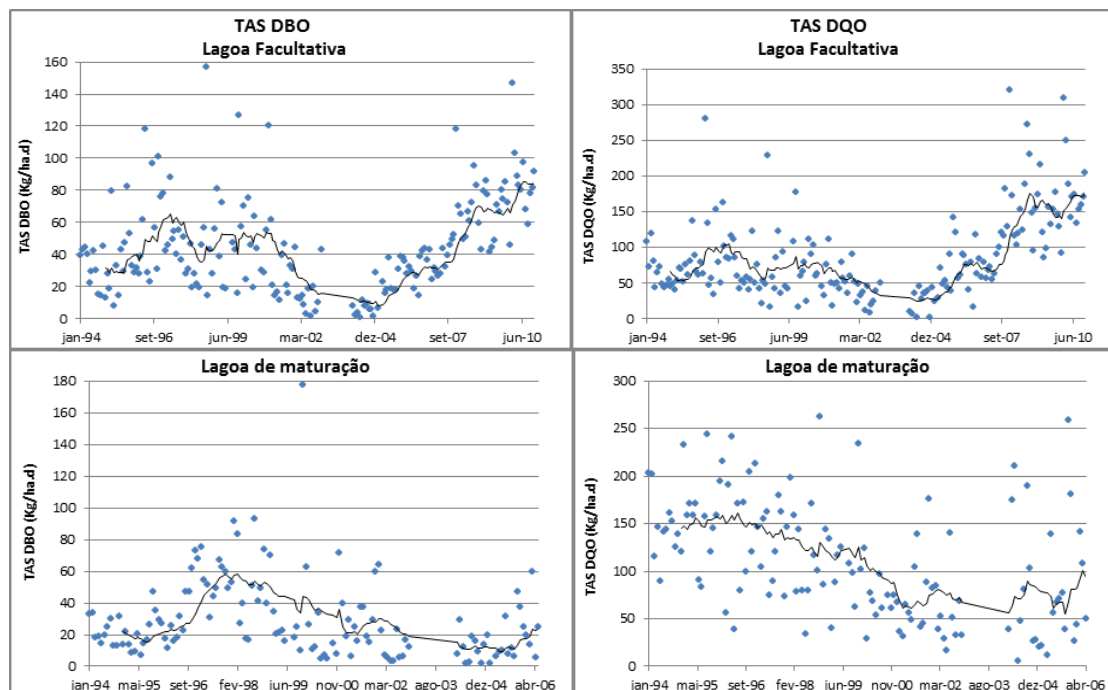 TAS DBO
Lagoa Facultativa
TAS DBO (Kg/ha.d)
160
140
120
100
80
60
40
20
0
jan-94 set-96 jun-99 mar-02 dez-04 set-07 jun-10
TAS DQO
Lagoa Facultativa
TAS DQO (Kg/ha.d)
350
300
250
200
150
100
50
0
jan-94 set-96 jun-99 mar-02 dez-04 set-07 jun-10
Lagoa de maturação
TAS DBO (Kg/ha.d)
180
160
140
120
100
80
60
40
20
0
jan-94 mai-95 set-96 fev-98 jun-99 nov-00 mar-02 ago-03 dez-04 abr-06
Lagoa de maturação
TAS DQO (Kg/ha.d)
300
250
200
150
100
50
0
jan-94 mai-95 set-96 fev-98 jun-99 nov-00 mar-02 ago-03 dez-04 abr-06